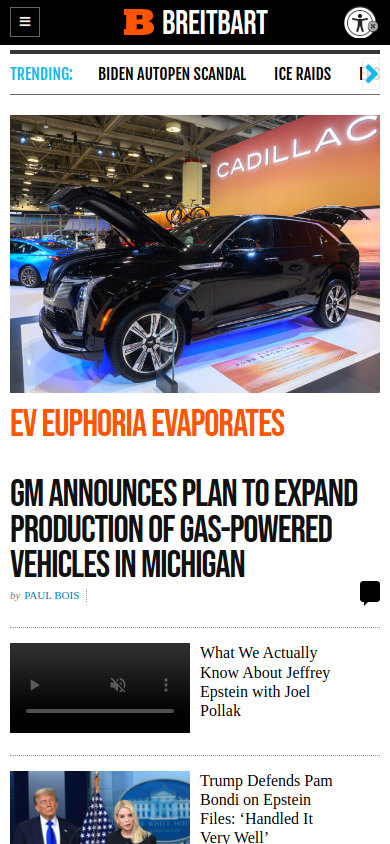 BREITBART
TRENDING:
BIDEN AUTOPEN SCANDAL
ICE RAIDS
CADILLAC
EV EUPHORIA EVAPORATES
GM ANNOUNCES PLAN TO EXPAND
PRODUCTION OF GAS-POWERED
VEHICLES IN MICHIGAN
by PAUL BOIS
What We Actually
Know About Jeffrey
Epstein with Joel
Pollak
Trump Defends Pam
Bondi on Epstein
Files: ‘Handled It
Very Well’